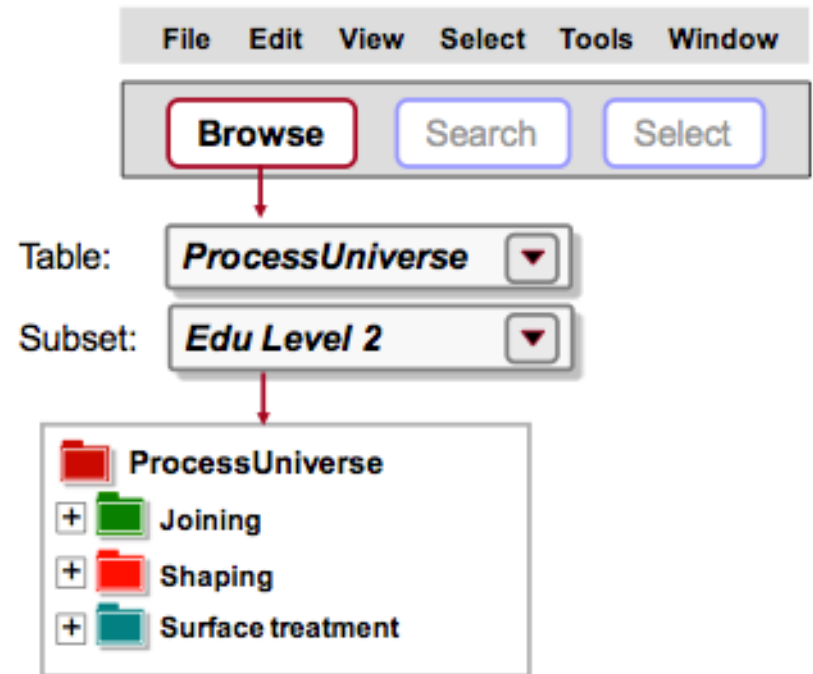 File Edit View Select Tools Window
Browse Search Select
Table: ProcessUniverse
Subset: Edu Level 2
ProcessUniverse
Joining
Shaping
Surface treatment